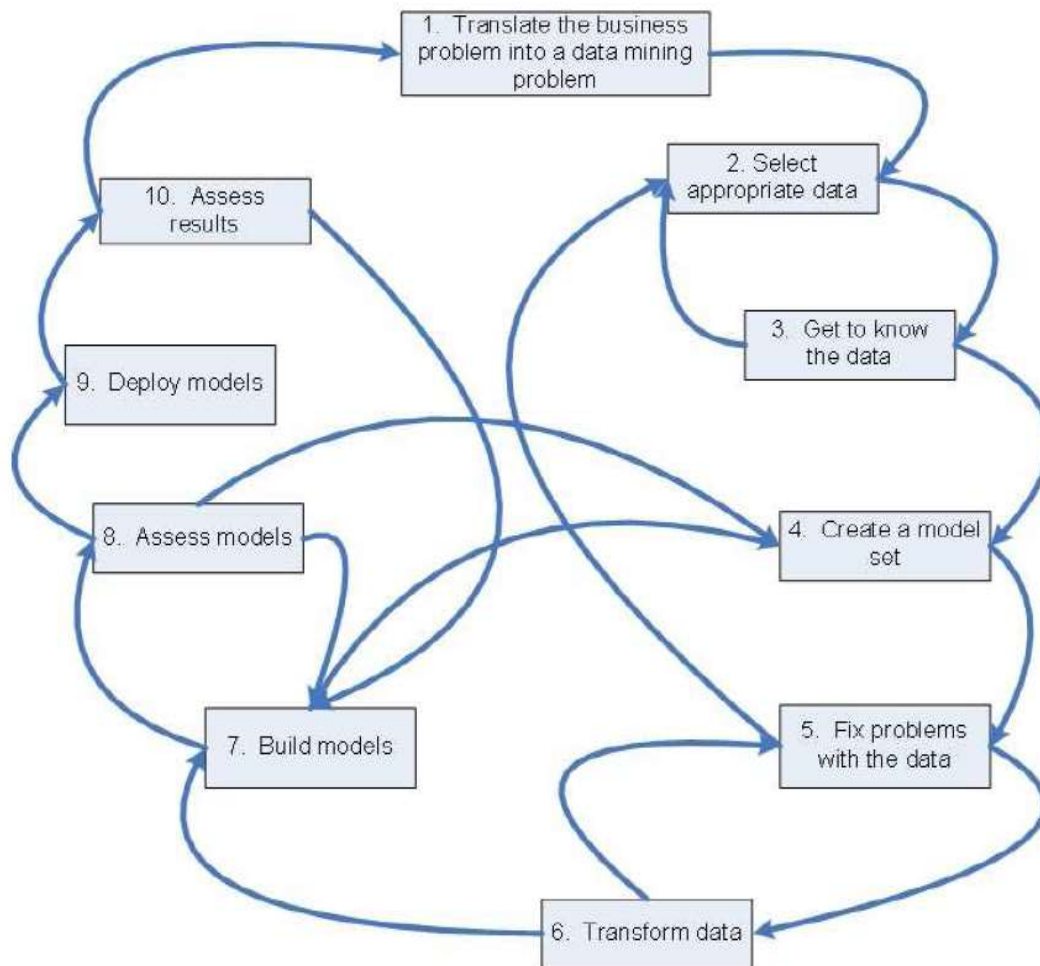 1. Translate the business
problem into a data mining
problem
2. Select
appropriate data
3. Get to know
the data
4. Create a model
set
5. Fix problems
with the data
6. Transform data
7. Build models
8. Assess models
9. Deploy models
10. Assess
results